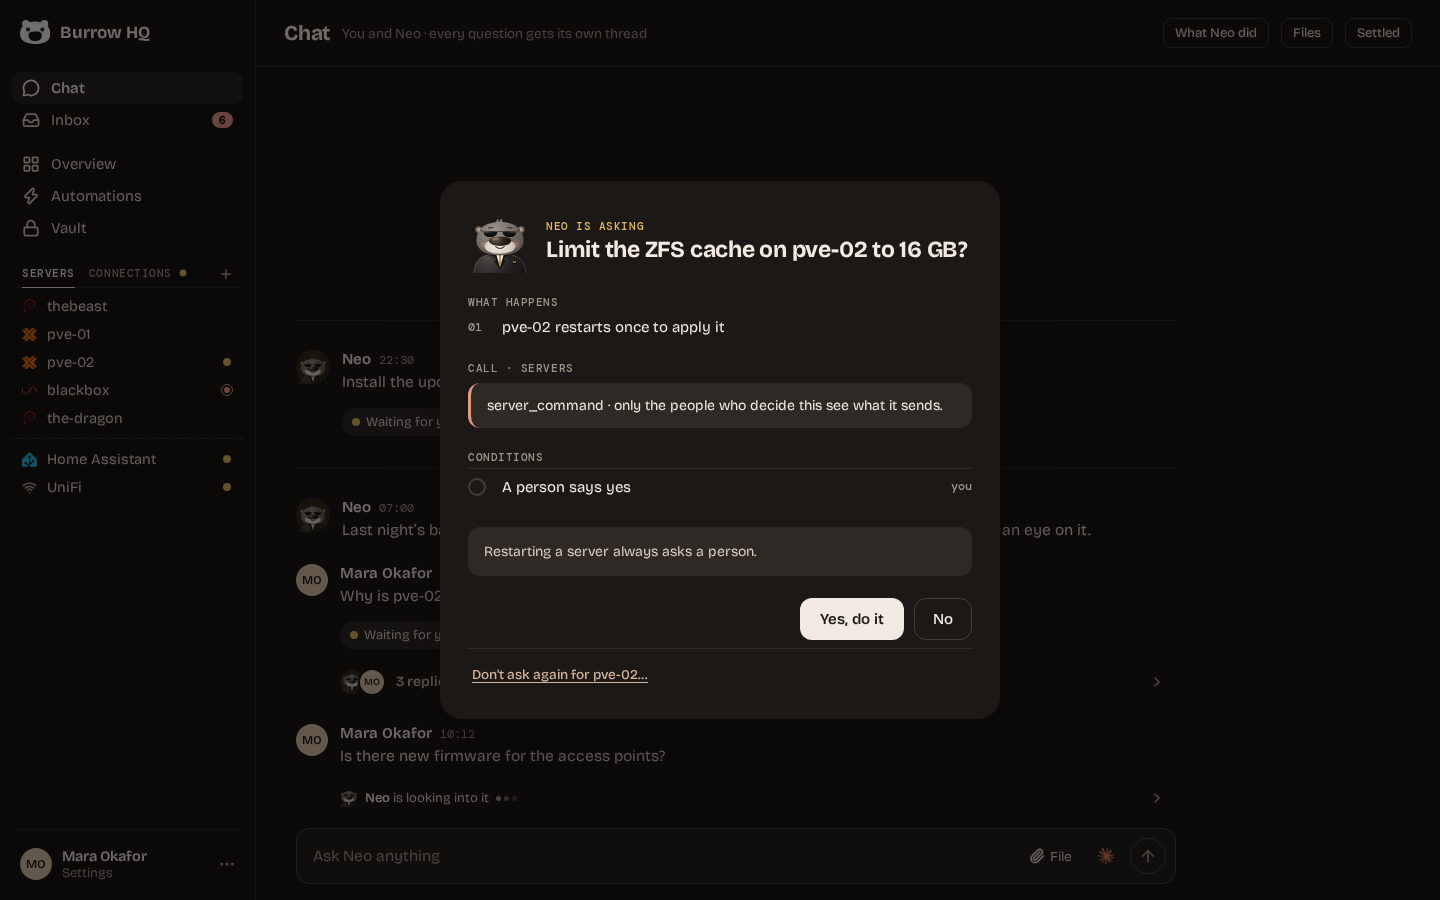 Burrow HQ
Chat
Inbox
6
Overview
Automations
Vault
SERVERS
CONNECTIONS
thebeast
pve-01
pve-02
blackbox
the-dragon
Home Assistant
UniFi
MO
Mara Okafor
Settings
Chat
You and Neo · every question gets its own thread
What Neo did
Files
Settled
Neo 22:30
Install the
Waiting for
Neo 07:00
Last night's
an eye on it.
MO
Mara Okafor
Why is pve-02
Waiting for
MO
3
MO
Mara Okafor 10:12
Is there new firmware for the access points?
Neo is looking into it
Ask Neo anything
File
NEO IS ASKING
Limit the ZFS cache on pve-02 to 16 GB?
WHAT HAPPENS
01 pve-02 restarts once to apply it
CALL · SERVERS
server_command · only the people who decide this see what it sends.
CONDITIONS
A person says yes
you
Restarting a server always asks a person.
Yes, do it
No
Don't ask again for pve-02...